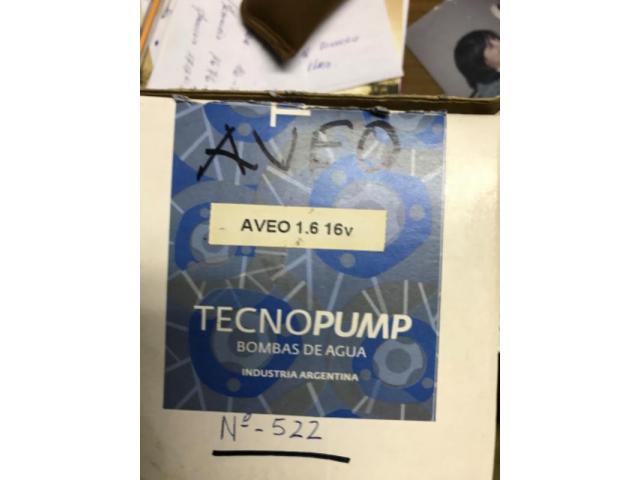 T
AVEO
AVEO 1.6 16v
TECNOPUMP
BOMBAS DE AGUA
INDUSTRIA ARGENTINA
Nº-522